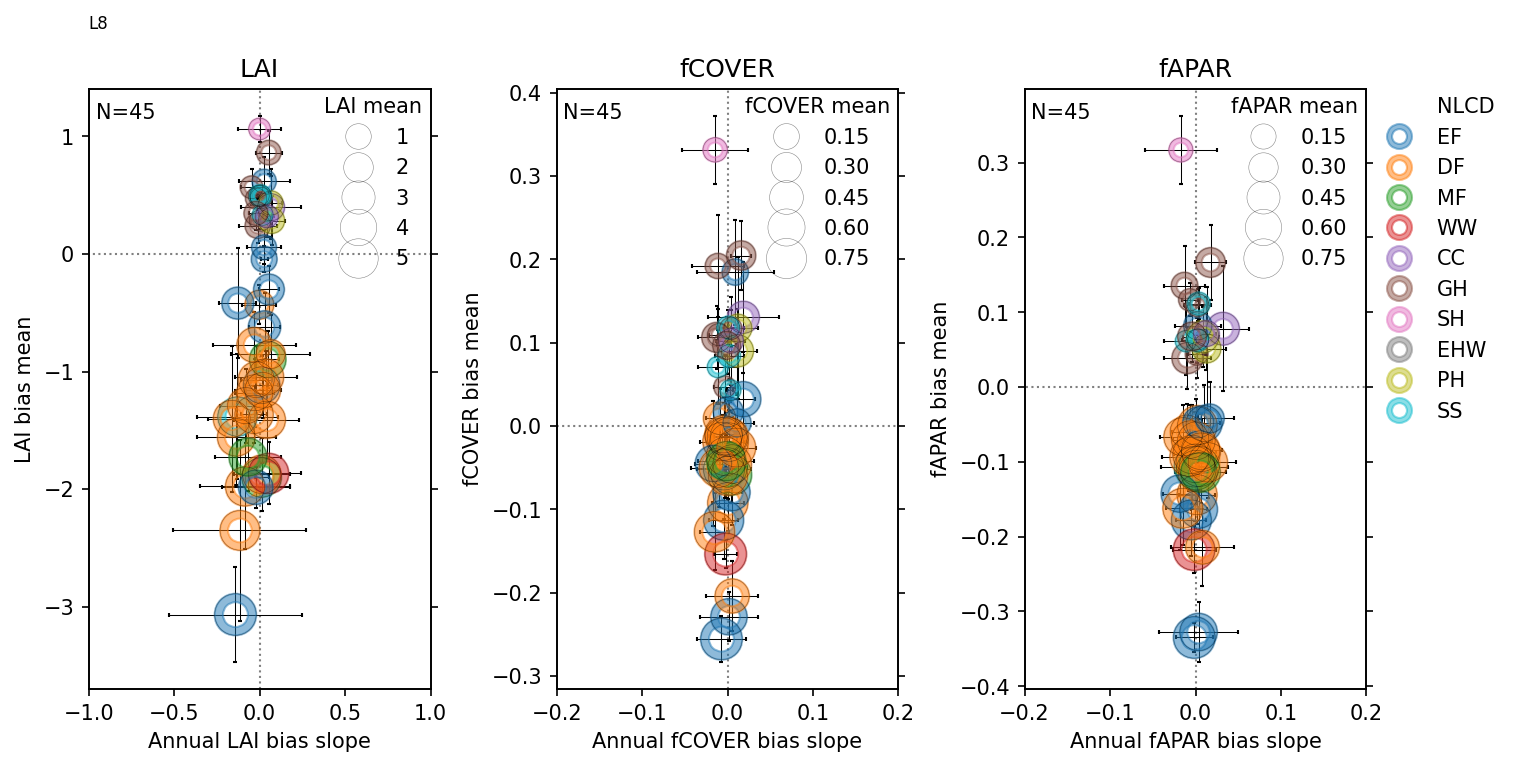 L8
LAI
N=45
LAI mean
1
2
3
4
5
1
0
−1
−2
−3
−1.0 −0.5 0.0 0.5 1.0
LAI bias mean
Annual LAI bias slope
fCOVER
N=45
fCOVER mean
0.15
0.30
0.45
0.60
0.75
0.4
0.3
0.2
0.1
0.0
−0.1
−0.2
−0.3
−0.2 −0.1 0.0 0.1 0.2
fCOVER bias mean
Annual fCOVER bias slope
fAPAR
N=45
fAPAR mean
0.15
0.30
0.45
0.60
0.75
0.3
0.2
0.1
0.0
−0.1
−0.2
−0.3
−0.4
−0.2 −0.1 0.0 0.1 0.2
fAPAR bias mean
Annual fAPAR bias slope
NLCD
EF
DF
MF
WW
CC
GH
SH
EHW
PH
SS